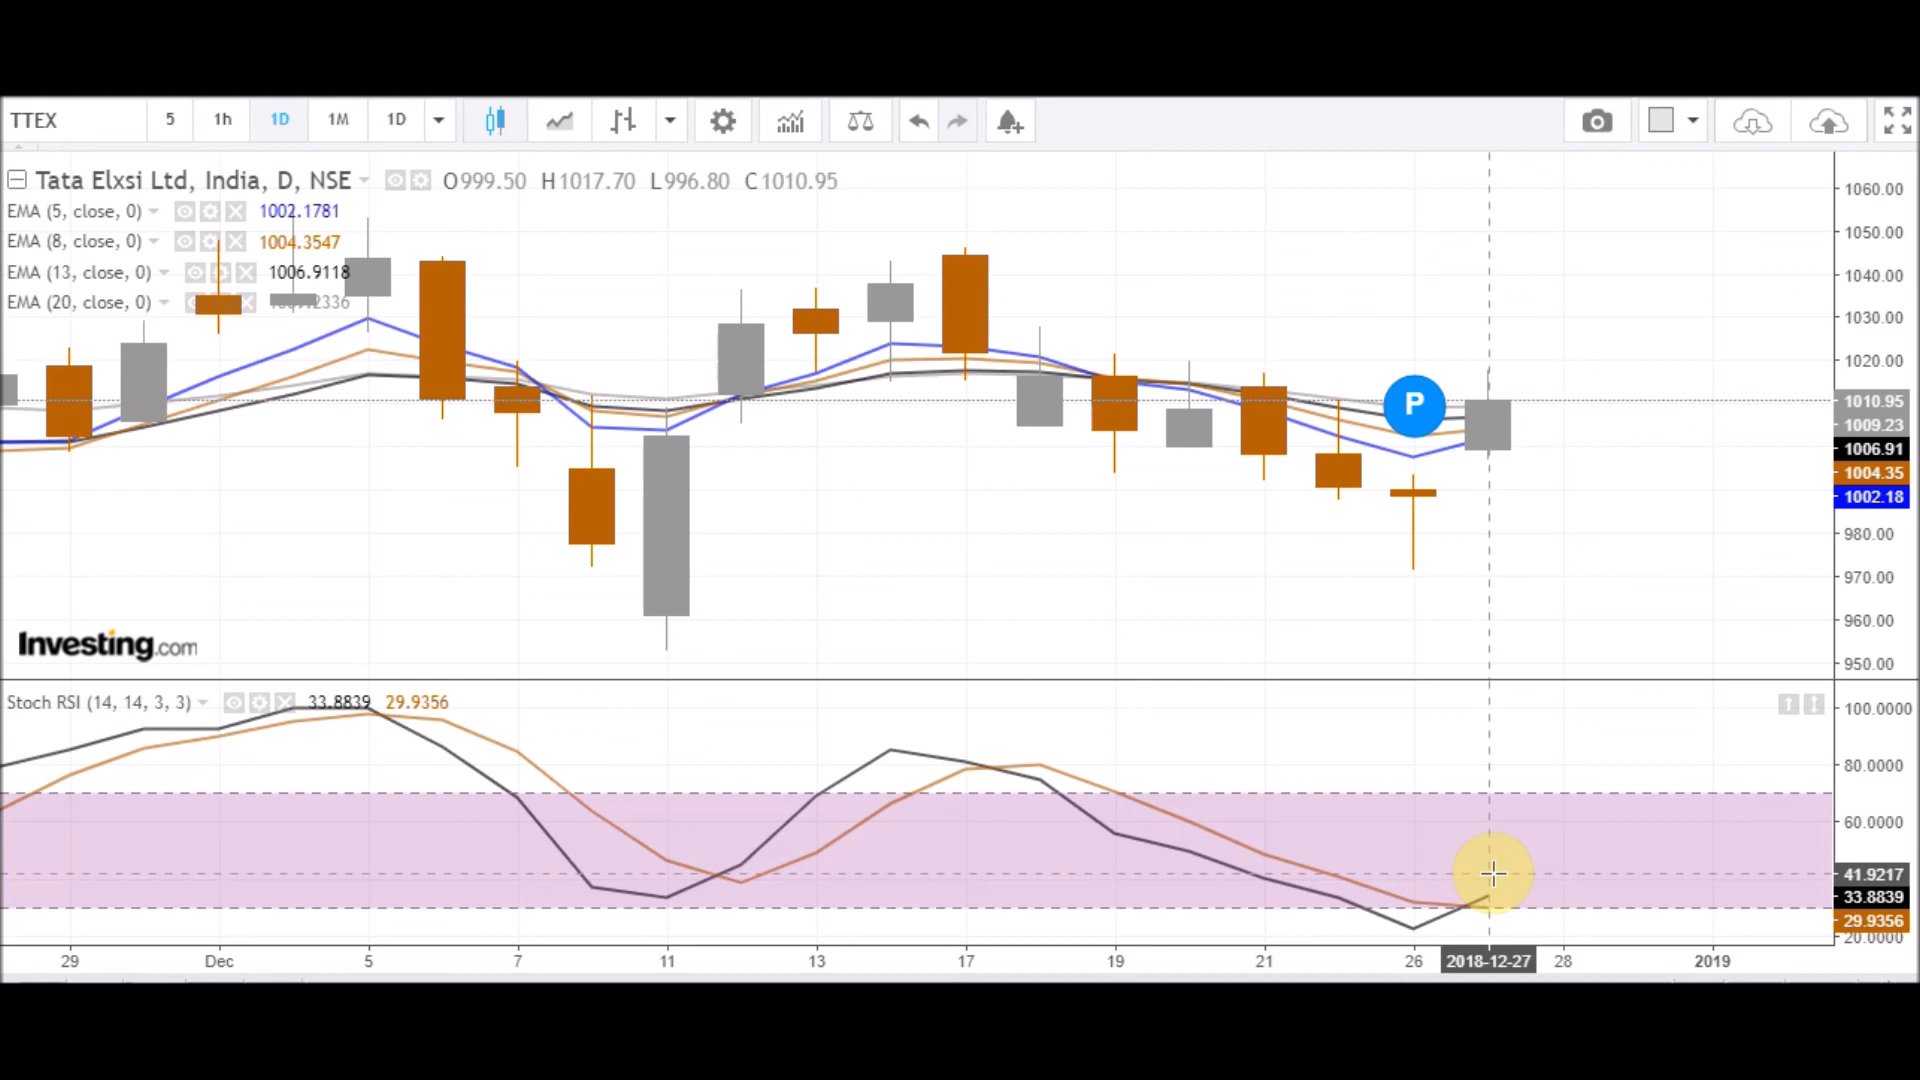 TTEX 5 1h 1D 1M 1D
Tata Elxsi Ltd, India, D, NSE O999.50 H1017.70 L996.80 C1010.95
EMA (5, close, 0) 1002.1781
EMA (8, close, 0) 1004.3547
EMA (13, close, 0) 1006.9118
EMA (20, close, 0)
1060.00
1050.00
1040.00
1030.00
1020.00
1010.95
1009.23
1006.91
1004.35
1002.18
980.00
970.00
960.00
950.00
P
Investing.com
Stoch RSI (14, 14, 3, 3) 33.8839 29.9356
100.0000
80.0000
60.0000
41.9217
33.8839
29.9356
20.0000
29 Dec 5 7 11 13 17 19 21 26 2018-12-27 28 2019